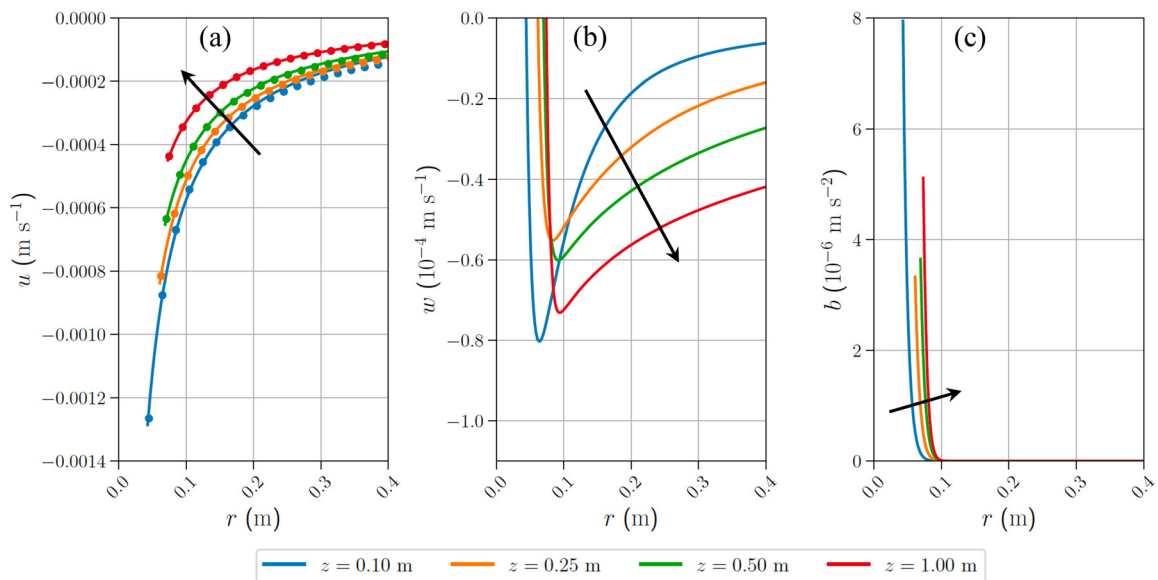 (a)
0.0000
−0.0002
−0.0004
−0.0006
−0.0008
−0.0010
−0.0012
−0.0014
u (m s⁻¹)
0.0
0.1
0.2
0.3
0.4
r (m)
(b)
0.0
−0.2
−0.4
−0.6
−0.8
−1.0
w (10⁻⁴ m s⁻¹)
0.0
0.1
0.2
0.3
0.4
r (m)
(c)
8
6
4
2
0
b (10⁻⁶ m s⁻²)
0.0
0.1
0.2
0.3
0.4
r (m)
z = 0.10 m
z = 0.25 m
z = 0.50 m
z = 1.00 m